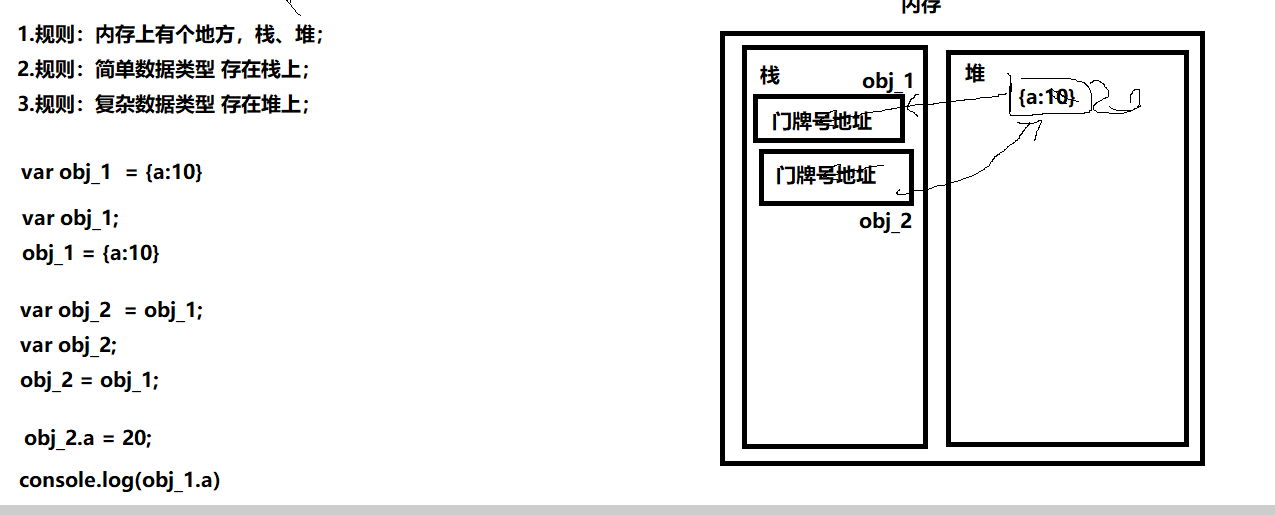 1.规则：内存上有个地方，栈、堆；
2.规则：简单数据类型 存在栈上；
3.规则：复杂数据类型 存在堆上；
var obj_1 = {a:10}
var obj_1;
obj_1 = {a:10}
var obj_2 = obj_1;
var obj_2;
obj_2 = obj_1;
obj_2.a = 20;
console.log(obj_1.a)
内存
栈
obj_1
门牌号地址
门牌号地址
obj_2
堆
{a:10}
20